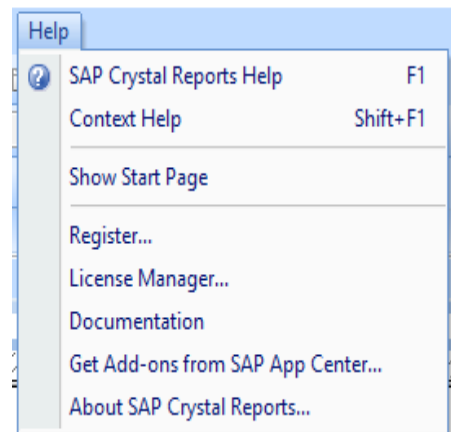 Help
SAP Crystal Reports Help F1
Context Help Shift+F1
Show Start Page
Register...
License Manager...
Documentation
Get Add-ons from SAP App Center...
About SAP Crystal Reports...